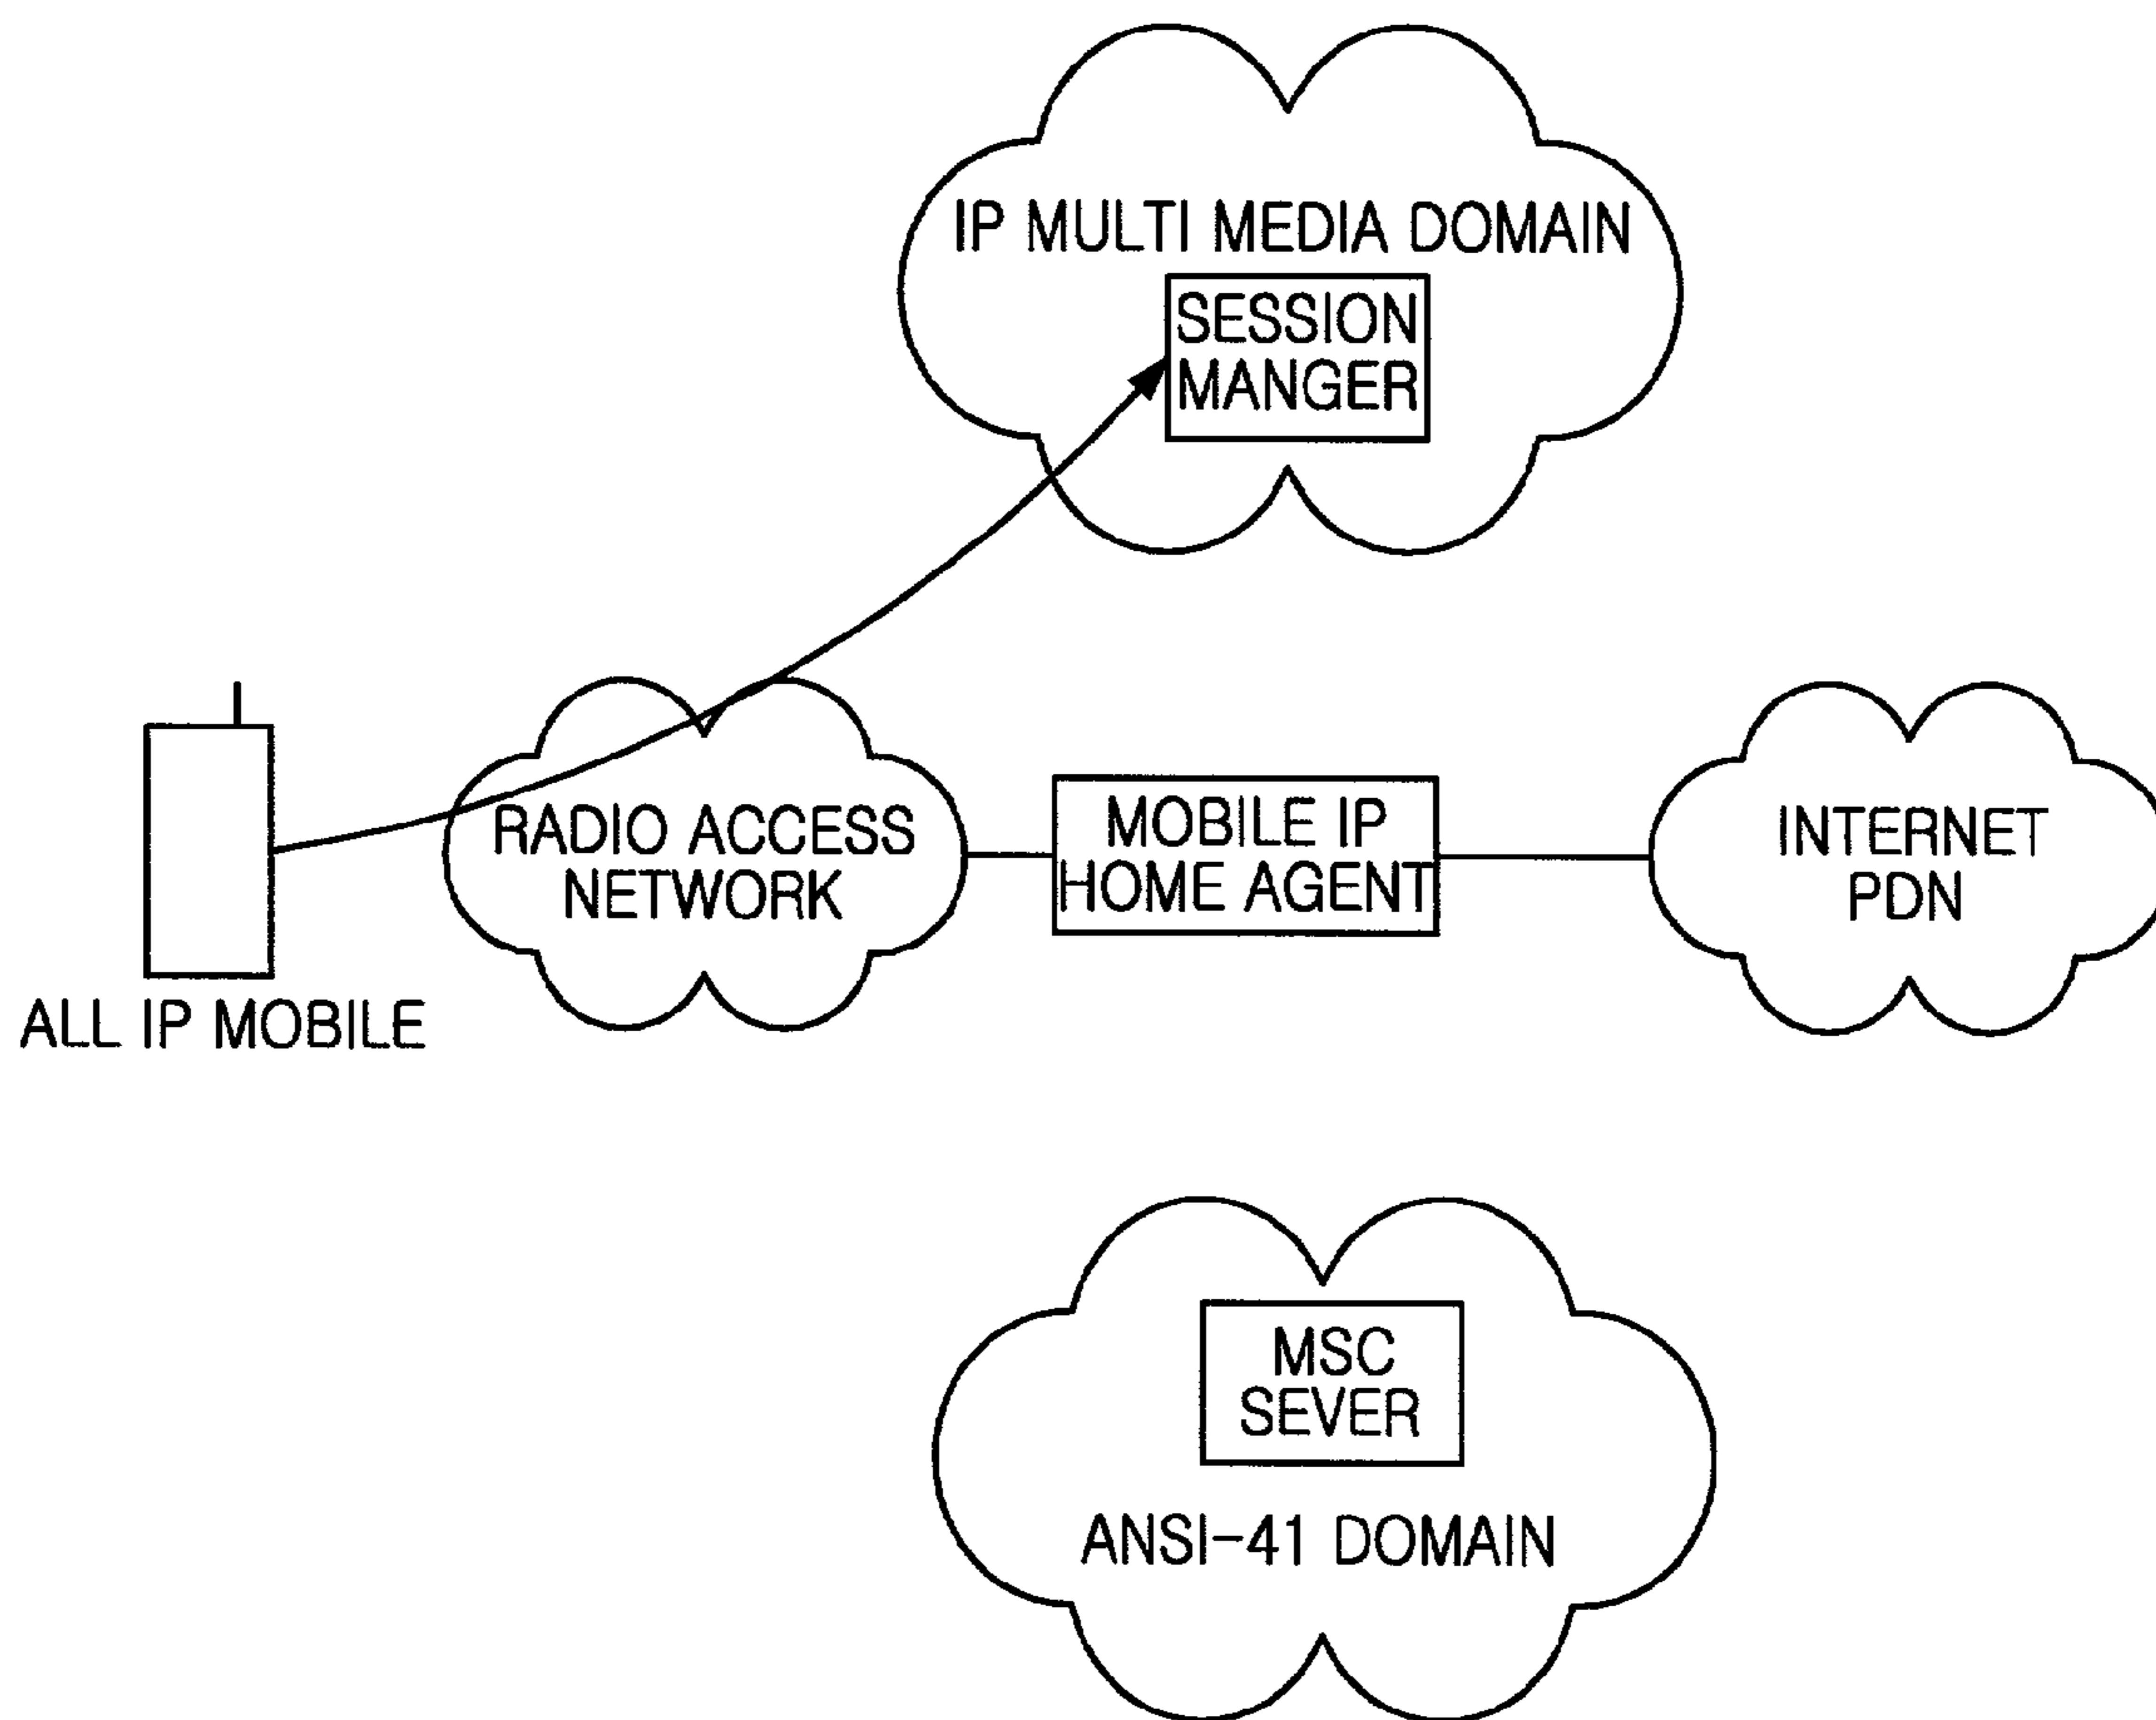 IP MULTI MEDIA DOMAIN
SESSION
MANGER
RADIO ACCESS
NETWORK
MOBILE IP
HOME AGENT
INTERNET
PDN
ALL IP MOBILE
MSC
SEVER
ANSI-41 DOMAIN